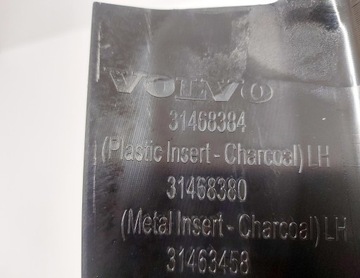 VOLVO
31468384
(Plastic Insert - Charcoal) LH
31468380
(Metal Insert - Charcoal) LH
31463458